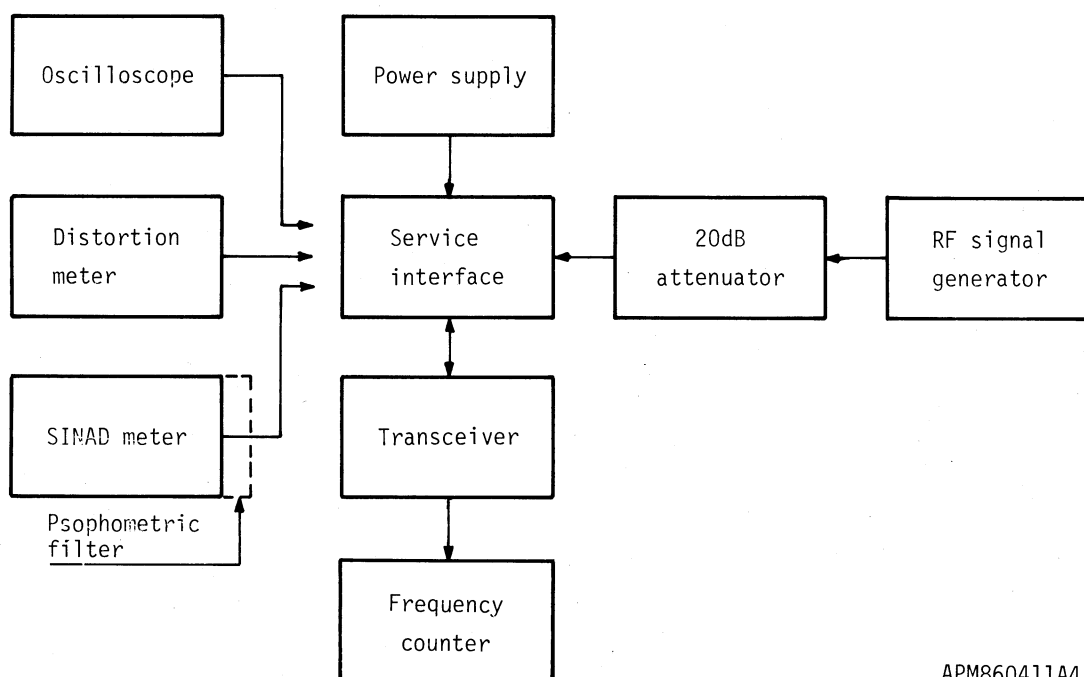 Oscilloscope
Power supply
Distortion
meter
Service
interface
20dB
attenuator
RF signal
generator
SINAD meter
Transceiver
Psophometric
filter
Frequency
counter
APM860411A4